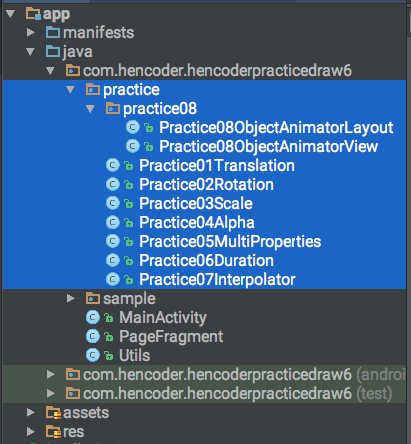 app
manifests
java
com.hencoder.hencoderpracticedraw6
practice
practice08
Practice08ObjectAnimatorLayout
Practice08ObjectAnimatorView
Practice01Translation
Practice02Rotation
Practice03Scale
Practice04Alpha
Practice05MultiProperties
Practice06Duration
Practice07Interpolator
sample
MainActivity
PageFragment
Utils
com.hencoder.hencoderpracticedraw6 (androi
com.hencoder.hencoderpracticedraw6 (test)
assets
res